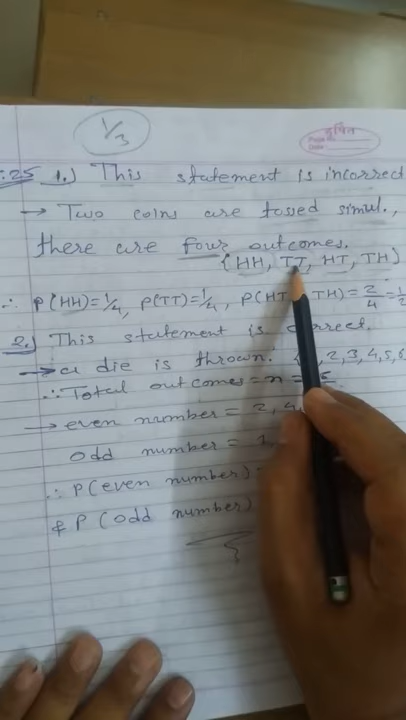 1/3
दुषित
Date
.25 1.) This statement is incorrect
→ Two coins are tossed simul.,
there are four outcomes.
{HH, TT, HT, TH}
∴ P(HH)=1/4, P(TT)=1/4, P(HT TH)=2/4=1/2
2.) This statement is correct.
→ a die is thrown. { ,2,3,4,5,6
∴ Total outcomes = n =
→ even number = 2, 4,
odd number = 1,
∴ P(even number)
& P (odd number)